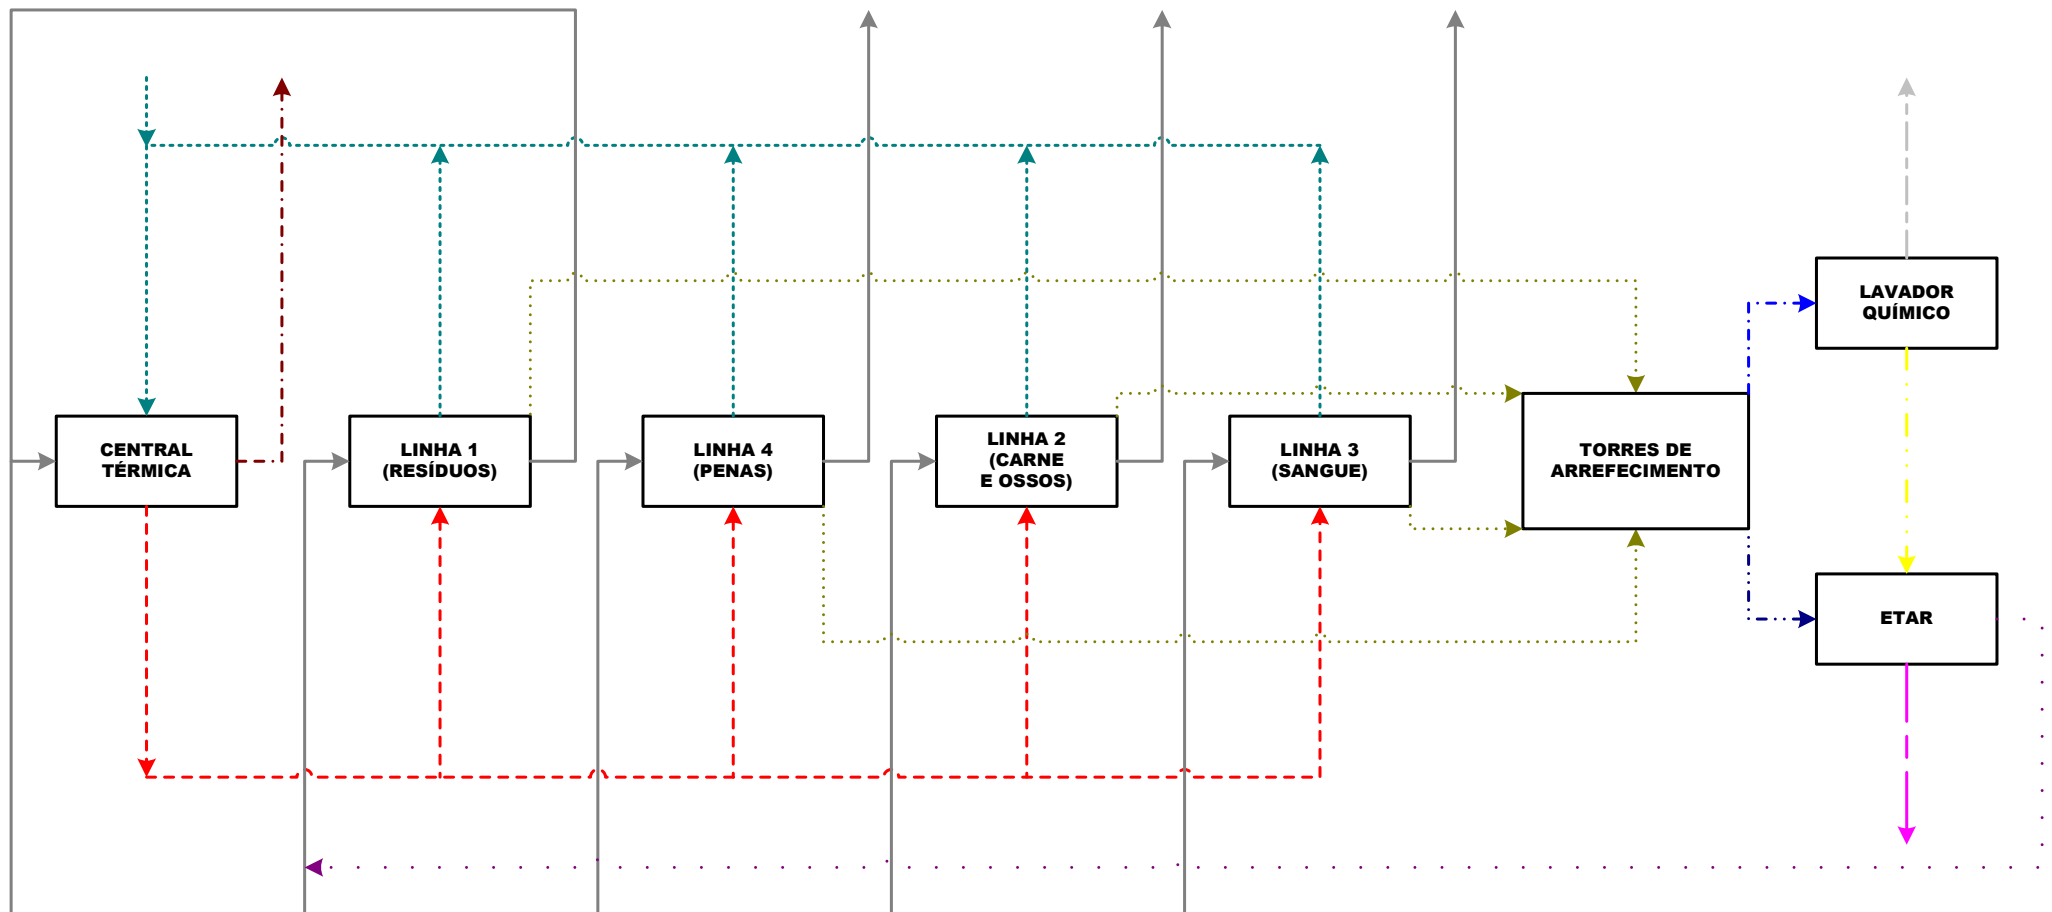 CENTRAL
TÉRMICA
LINHA 1
(RESÍDUOS)
LINHA 4
(PENAS)
LINHA 2
(CARNE
E OSSOS)
LINHA 3
(SANGUE)
TORRES DE
ARREFECIMENTO
LAVADOR
QUÍMICO
ETAR